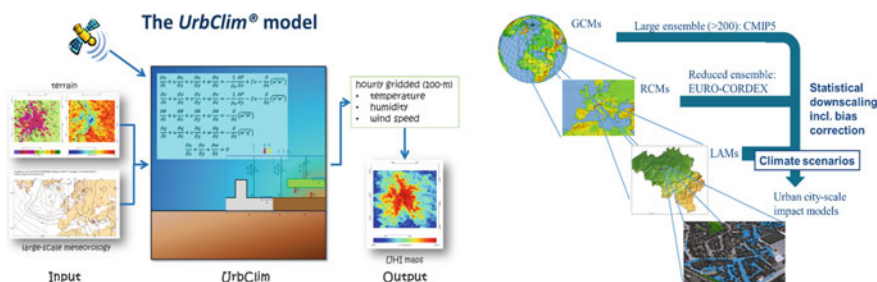 The UrbClim® model
terrain
large-scale meteorology
Input
UrbClim
hourly gridded (100-m)
• temperature
• humidity
• wind speed
UHI maps
Output
GCMs
Large ensemble (>200): CMIP5
Reduced ensemble:
EURO-CORDEX
RCMs
Statistical
downscaling
incl. bias
correction
LAMs
Climate scenarios
Urban city-scale
impact models